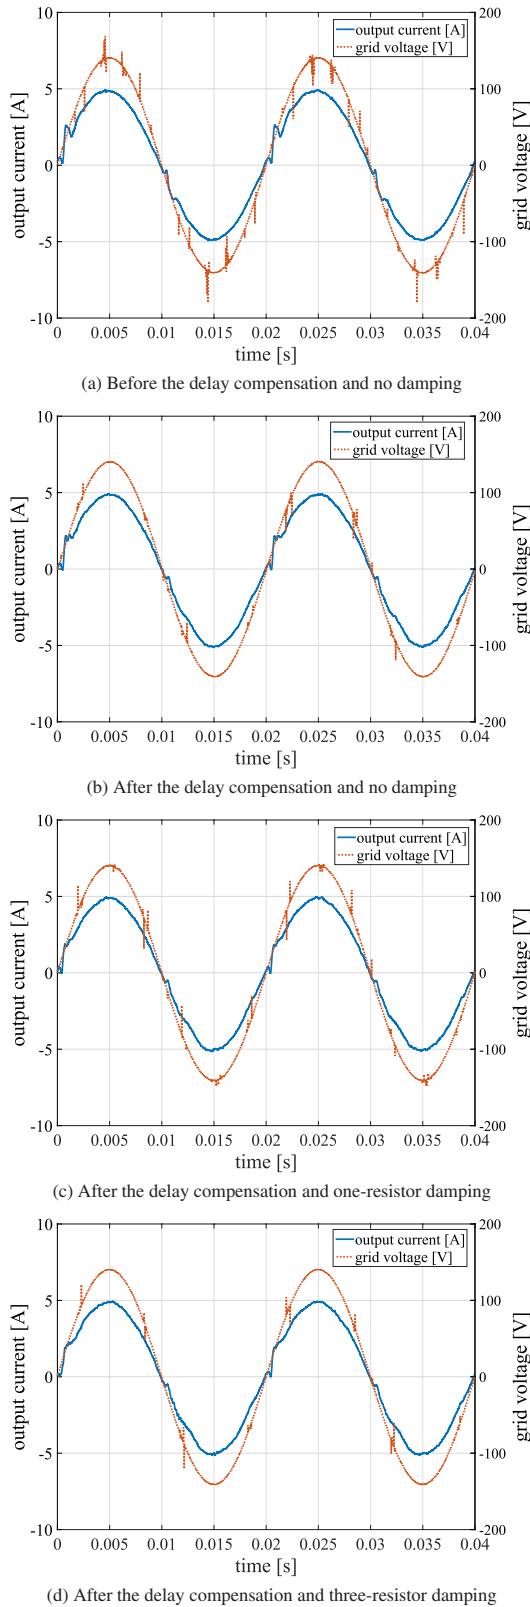 10
5
0
-5
-10
output current [A]
200
100
0
-100
-200
grid voltage [V]
output current [A]
grid voltage [V]
0 0.005 0.01 0.015 0.02 0.025 0.03 0.035 0.04
time [s]
(a) Before the delay compensation and no damping
10
5
0
-5
-10
output current [A]
200
100
0
-100
-200
grid voltage [V]
output current [A]
grid voltage [V]
0 0.005 0.01 0.015 0.02 0.025 0.03 0.035 0.04
time [s]
(b) After the delay compensation and no damping
10
5
0
-5
-10
output current [A]
200
100
0
-100
-200
grid voltage [V]
output current [A]
grid voltage [V]
0 0.005 0.01 0.015 0.02 0.025 0.03 0.035 0.04
time [s]
(c) After the delay compensation and one-resistor damping
10
5
0
-5
-10
output current [A]
200
100
0
-100
-200
grid voltage [V]
output current [A]
grid voltage [V]
0 0.005 0.01 0.015 0.02 0.025 0.03 0.035 0.04
time [s]
(d) After the delay compensation and three-resistor damping